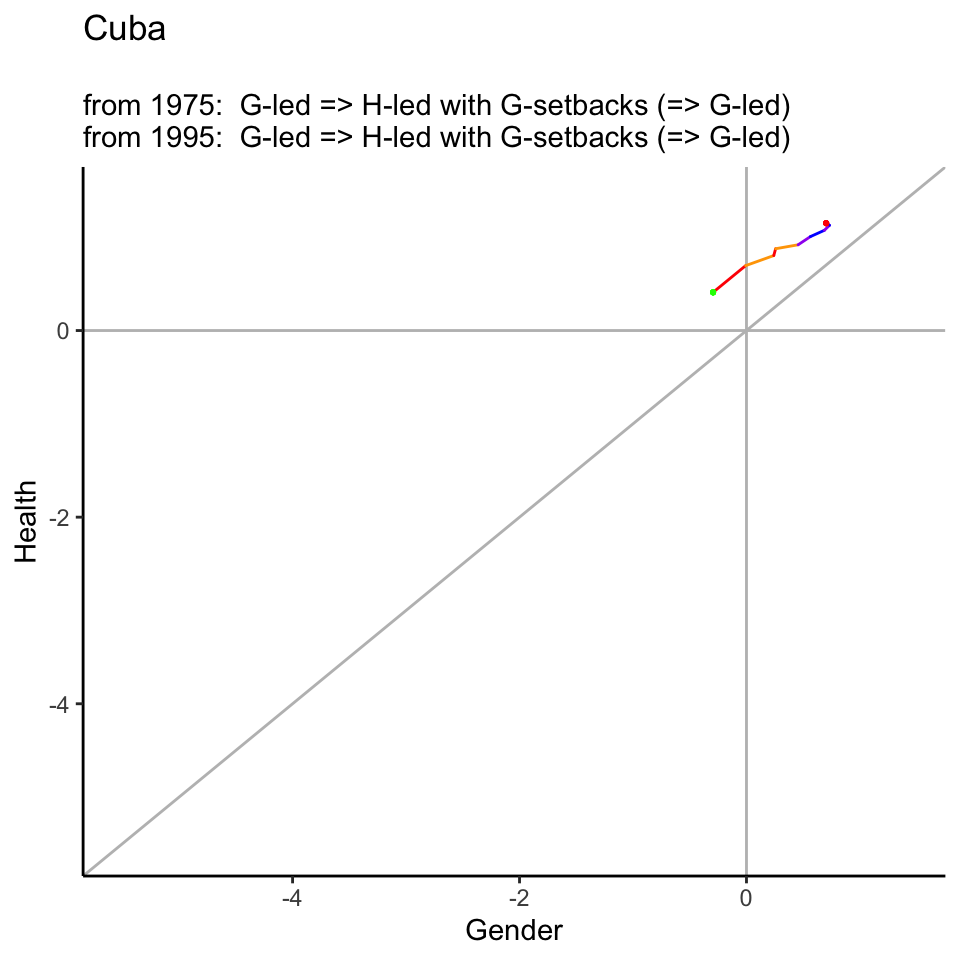 Cuba
from 1975:  G-led => H-led with G-setbacks (=> G-led)
from 1995:  G-led => H-led with G-setbacks (=> G-led)
0
-2
-4
Health
-4
-2
0
Gender